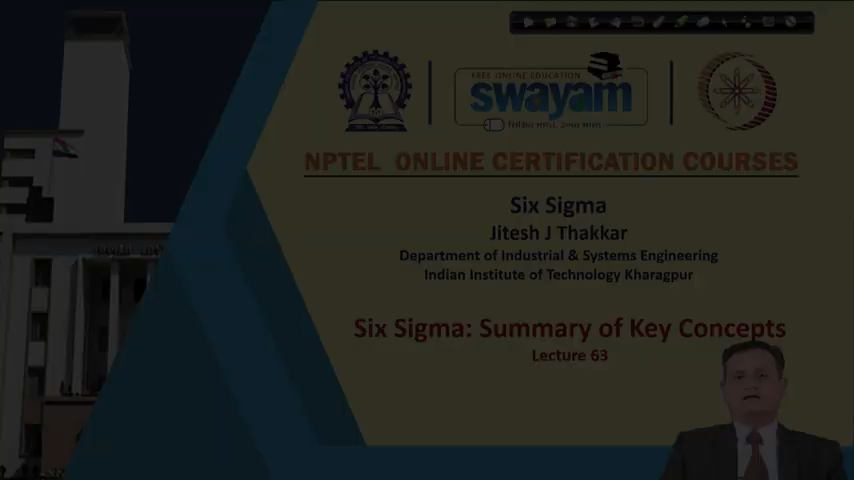 FREE ONLINE EDUCATION
swayam
NPTEL ONLINE CERTIFICATION COURSES
Six Sigma
Jitesh J Thakkar
Department of Industrial & Systems Engineering
Indian Institute of Technology Kharagpur
Six Sigma: Summary of Key Concepts
Lecture 63